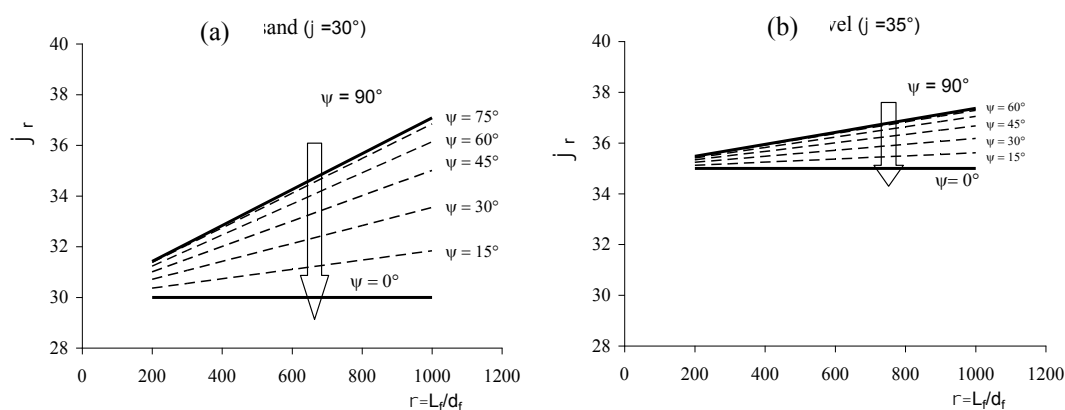 (a) sand (j =30°)
40
38
36
34
32
30
28
j r
ψ = 90°
ψ = 75°
ψ = 60°
ψ = 45°
ψ = 30°
ψ = 15°
ψ = 0°
0 200 400 600 800 1000 1200
r=Lf/df
(b) vel (j =35°)
40
38
36
34
32
30
28
j r
ψ = 90°
ψ = 60°
ψ = 45°
ψ = 30°
ψ = 15°
ψ= 0°
0 200 400 600 800 1000 1200
r=Lf/df